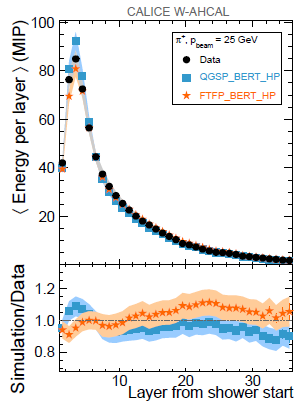 CALICE W-AHCAL
⟨ Energy per layer ⟩ (MIP)
100
80
60
40
20
π⁺, p_beam = 25 GeV
Data
QGSP_BERT_HP
FTFP_BERT_HP
Simulation/Data
1.2
1.0
0.8
10
20
30
Layer from shower start